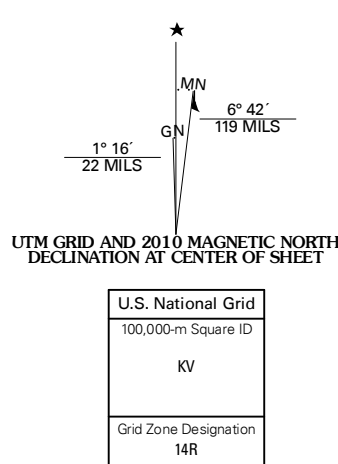 MN
6° 42´
119 MILS
GN
1° 16´
22 MILS
UTM GRID AND 2010 MAGNETIC NORTH
DECLINATION AT CENTER OF SHEET
U.S. National Grid
100,000-m Square ID
KV
Grid Zone Designation
14R